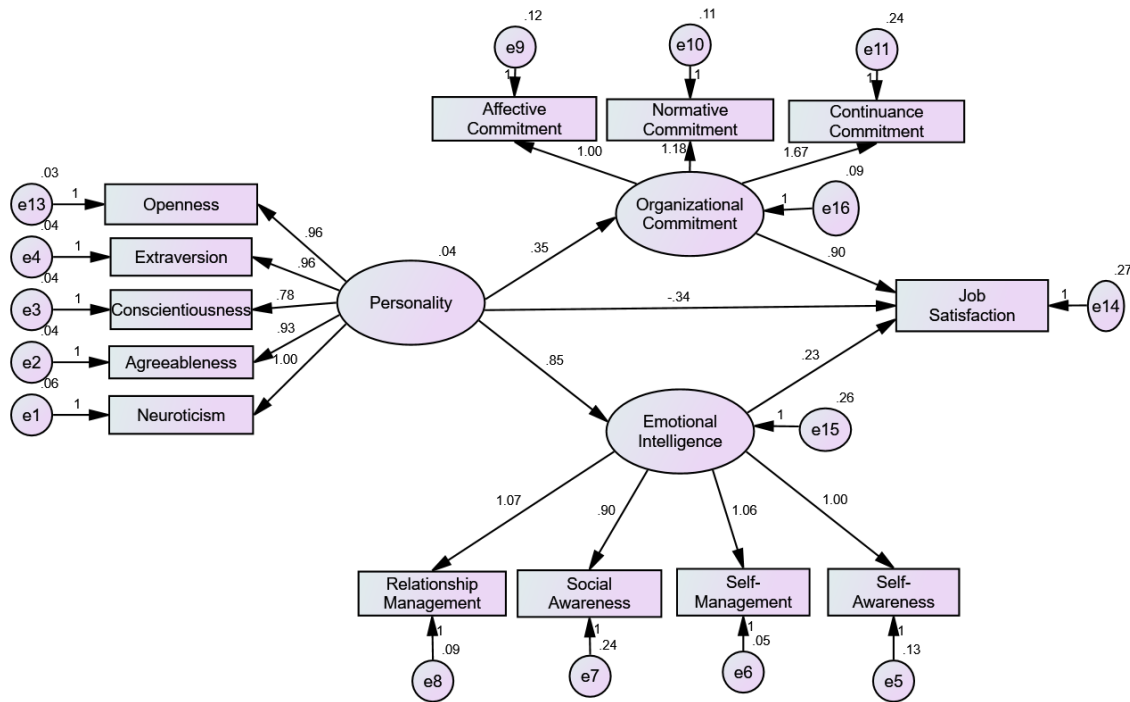 .12
e9
1
.11
e10
1
.24
e11
1
Affective
Commitment
Normative
Commitment
Continuance
Commitment
1.00
1.18
1.67
Organizational
Commitment
.09
1
e16
.03
e13
1
Openness
.04
e4
1
Extraversion
.04
e3
1
Conscientiousness
.04
e2
1
Agreeableness
.06
e1
1
Neuroticism
.96
.96
.78
.93
1.00
.04
Personality
.35
-.34
.85
.90
.23
Job
Satisfaction
.27
1
e14
Emotional
Intelligence
.26
1
e15
1.07
.90
1.06
1.00
Relationship
Management
Social
Awareness
Self-
Management
Self-
Awareness
1
.09
e8
1
.24
e7
1
.05
e6
1
.13
e5